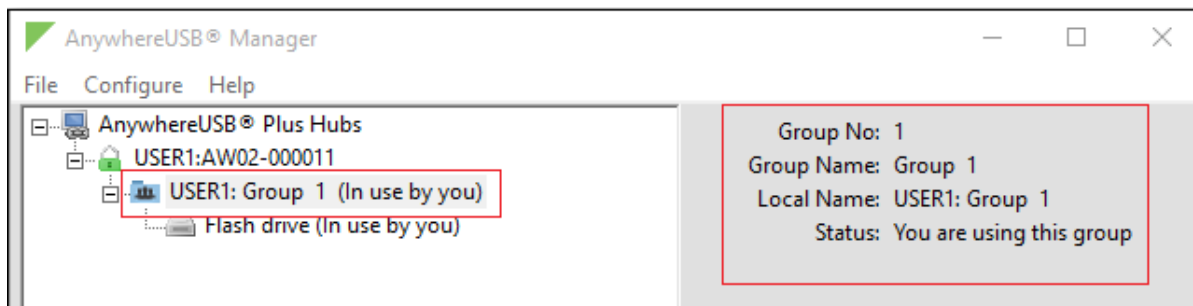 AnywhereUSB® Manager
File Configure Help
AnywhereUSB® Plus Hubs
USER1:AW02-000011
USER1: Group 1 (In use by you)
Flash drive (In use by you)
Group No: 1
Group Name: Group 1
Local Name: USER1: Group 1
Status: You are using this group